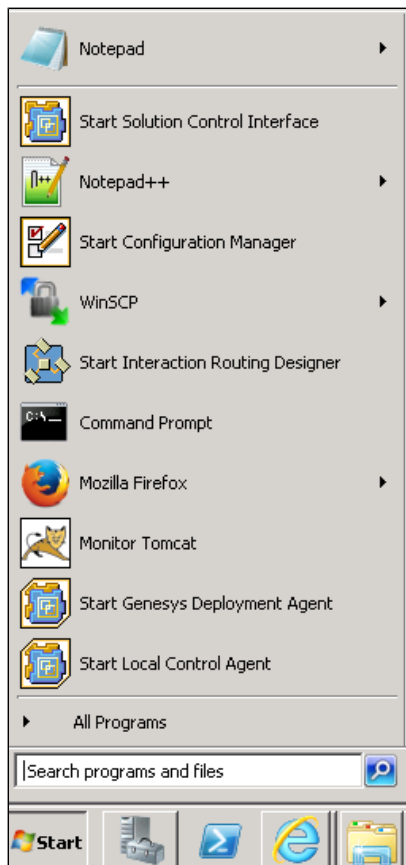 Notepad
Start Solution Control Interface
Notepad++
Start Configuration Manager
WinSCP
Start Interaction Routing Designer
Command Prompt
Mozilla Firefox
Monitor Tomcat
Start Genesys Deployment Agent
Start Local Control Agent
All Programs
Search programs and files
Start